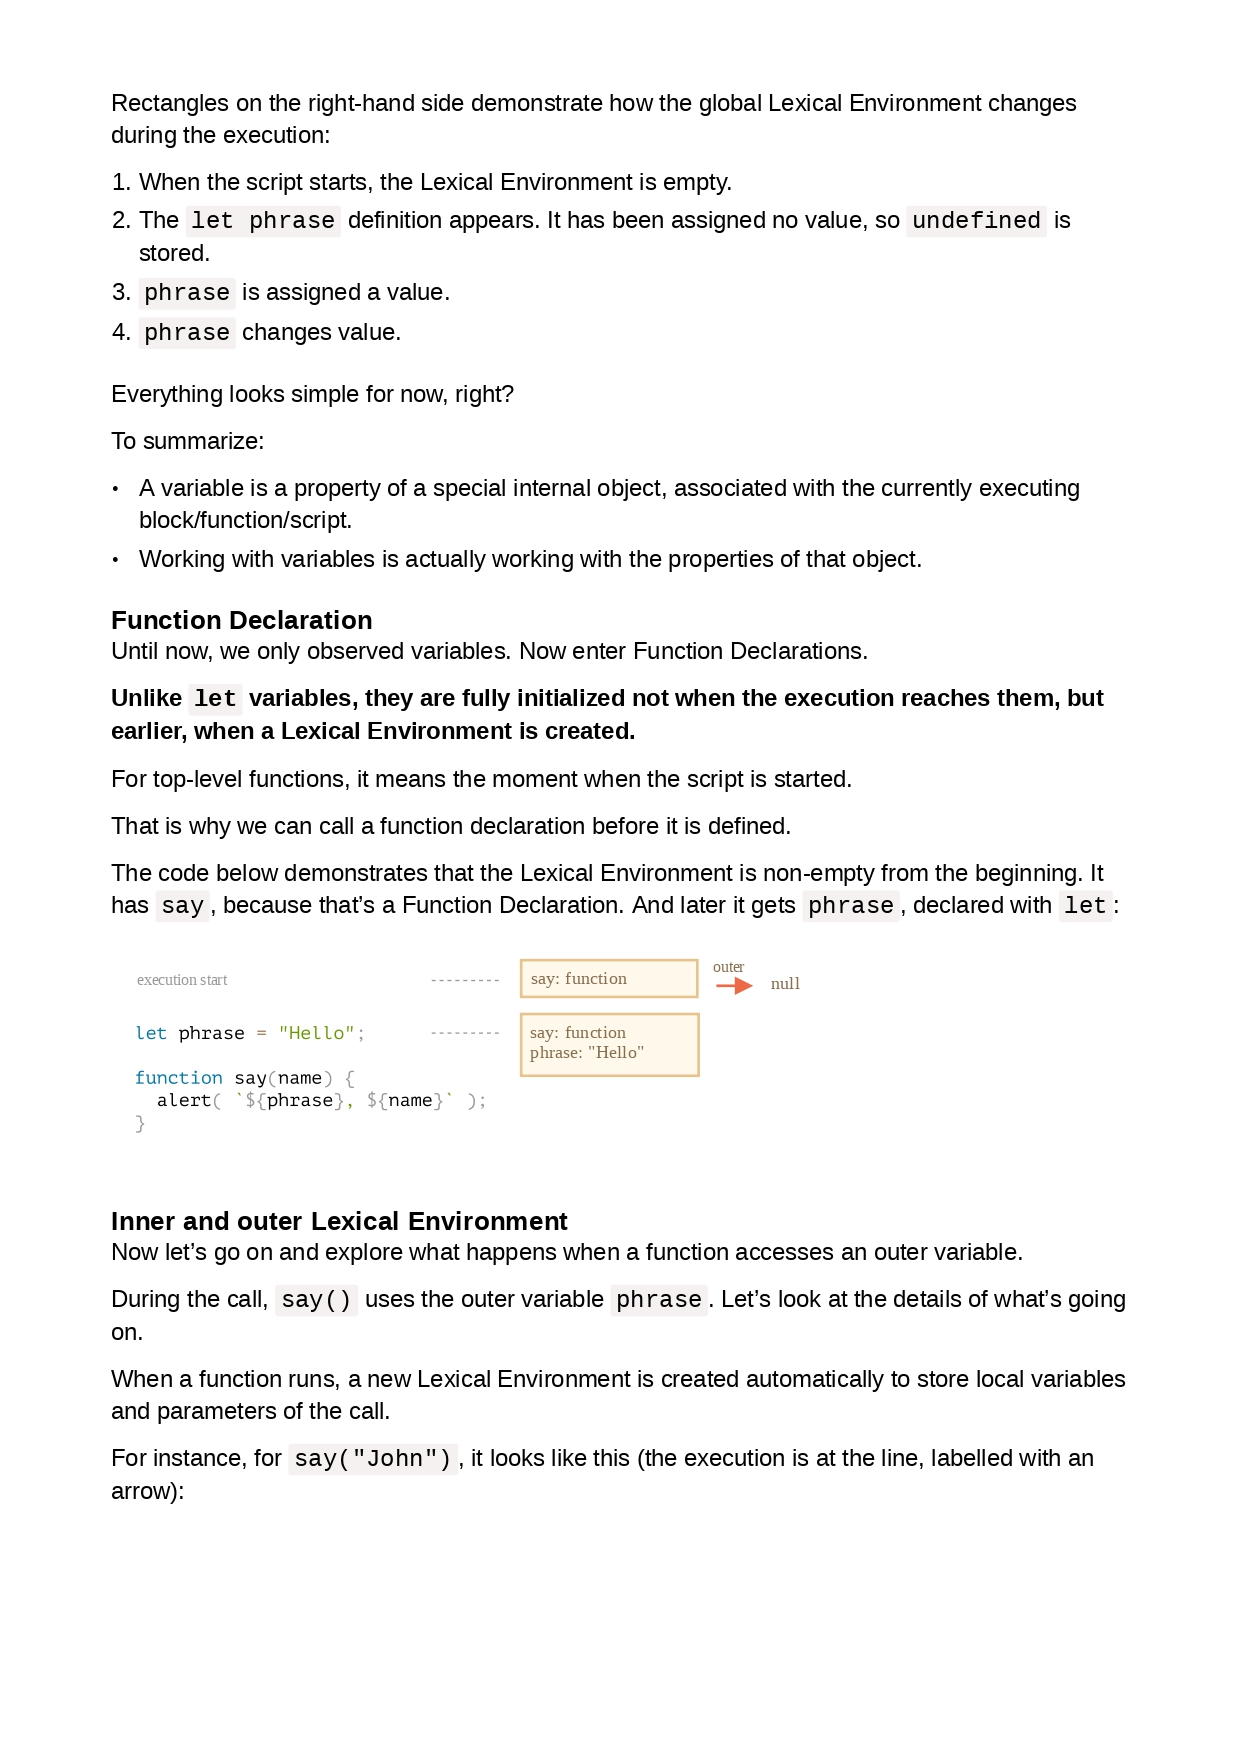 Rectangles on the right-hand side demonstrate how the global Lexical Environment changes
during the execution:
1. When the script starts, the Lexical Environment is empty.
2. The let phrase definition appears. It has been assigned no value, so undefined is
stored.
3. phrase is assigned a value.
4. phrase changes value.
Everything looks simple for now, right?
To summarize:
• A variable is a property of a special internal object, associated with the currently executing
block/function/script.
• Working with variables is actually working with the properties of that object.
Function Declaration
Until now, we only observed variables. Now enter Function Declarations.
Unlike let variables, they are fully initialized not when the execution reaches them, but
earlier, when a Lexical Environment is created.
For top-level functions, it means the moment when the script is started.
That is why we can call a function declaration before it is defined.
The code below demonstrates that the Lexical Environment is non-empty from the beginning. It
has say, because that’s a Function Declaration. And later it gets phrase, declared with let:
execution start --------- say: function outer null
let phrase = "Hello"; --------- say: function
phrase: "Hello"
function say(name) {
  alert( `${phrase}, ${name}` );
}
Inner and outer Lexical Environment
Now let’s go on and explore what happens when a function accesses an outer variable.
During the call, say() uses the outer variable phrase. Let’s look at the details of what’s going
on.
When a function runs, a new Lexical Environment is created automatically to store local variables
and parameters of the call.
For instance, for say("John"), it looks like this (the execution is at the line, labelled with an
arrow):